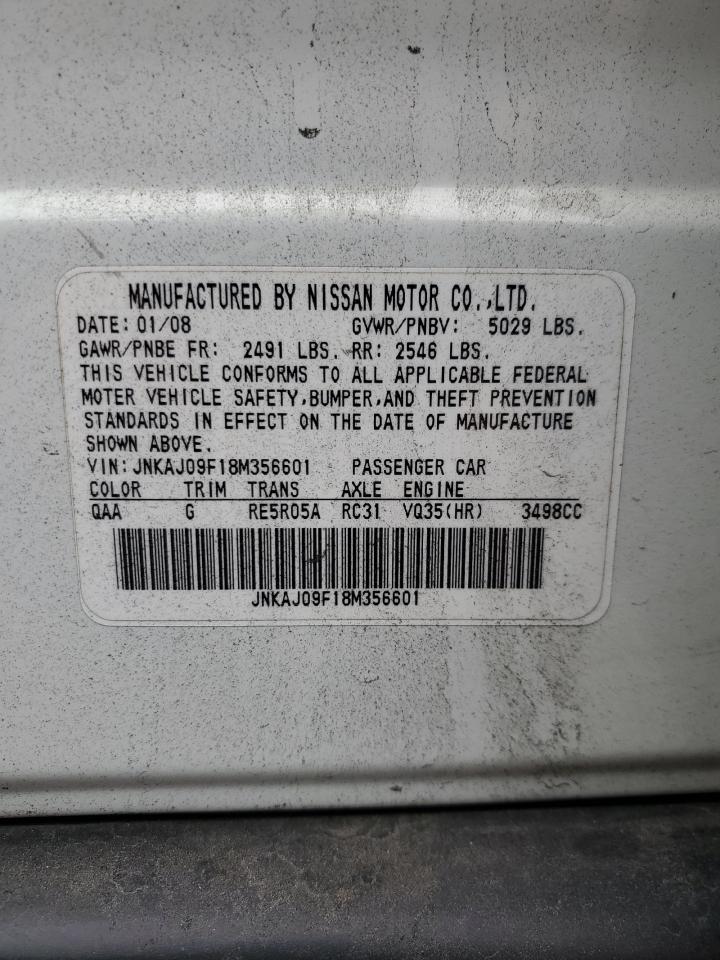 MANUFACTURED BY NISSAN MOTOR CO.,LTD.
DATE: 01/08 GVWR/PNBV: 5029 LBS.
GAWR/PNBE FR: 2491 LBS. RR: 2546 LBS.
THIS VEHICLE CONFORMS TO ALL APPLICABLE FEDERAL
MOTER VEHICLE SAFETY,BUMPER,AND THEFT PREVENTION
STANDARDS IN EFFECT ON THE DATE OF MANUFACTURE
SHOWN ABOVE.
VIN: JNKAJ09F18M356601 PASSENGER CAR
COLOR TRIM TRANS AXLE ENGINE
QAA G RE5R05A RC31 VQ35(HR) 3498CC
JNKAJ09F18M356601